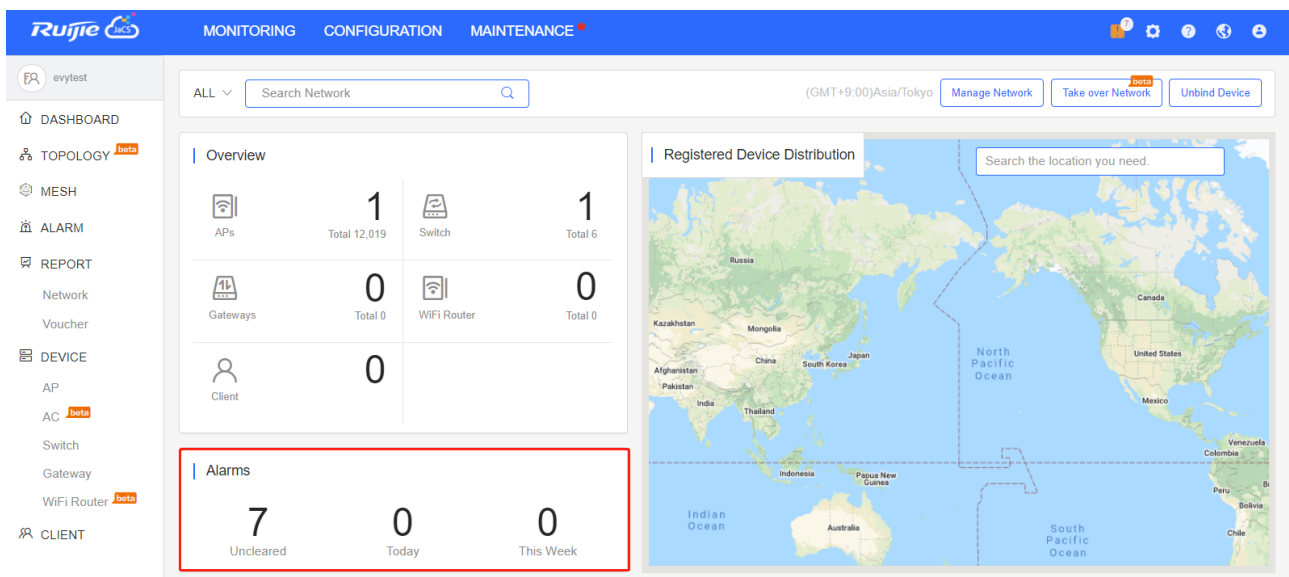 Ruijie JaCS
MONITORING CONFIGURATION MAINTENANCE
7
evytest
DASHBOARD
TOPOLOGY beta
MESH
ALARM
REPORT
Network
Voucher
DEVICE
AP
AC beta
Switch
Gateway
WiFi Router beta
CLIENT
ALL Search Network
(GMT+9:00)Asia/Tokyo Manage Network Take over Network beta Unbind Device
Overview
APs 1 Total 12,019
Switch 1 Total 6
Gateways 0 Total 0
WiFi Router 0 Total 0
Client 0
Alarms
7 0 0
Uncleared Today This Week
Registered Device Distribution
Search the location you need.
Russia
Canada
Kazakhstan
Mongolia
North
Pacific
Ocean
United States
China
South Korea
Japan
Afghanistan
Pakistan
India
Thailand
Mexico
Venezuela
Colombia
Indonesia
Papua New
Guinea
Peru
Bolivia
Indian
Ocean
Australia
South
Pacific
Ocean
Chile